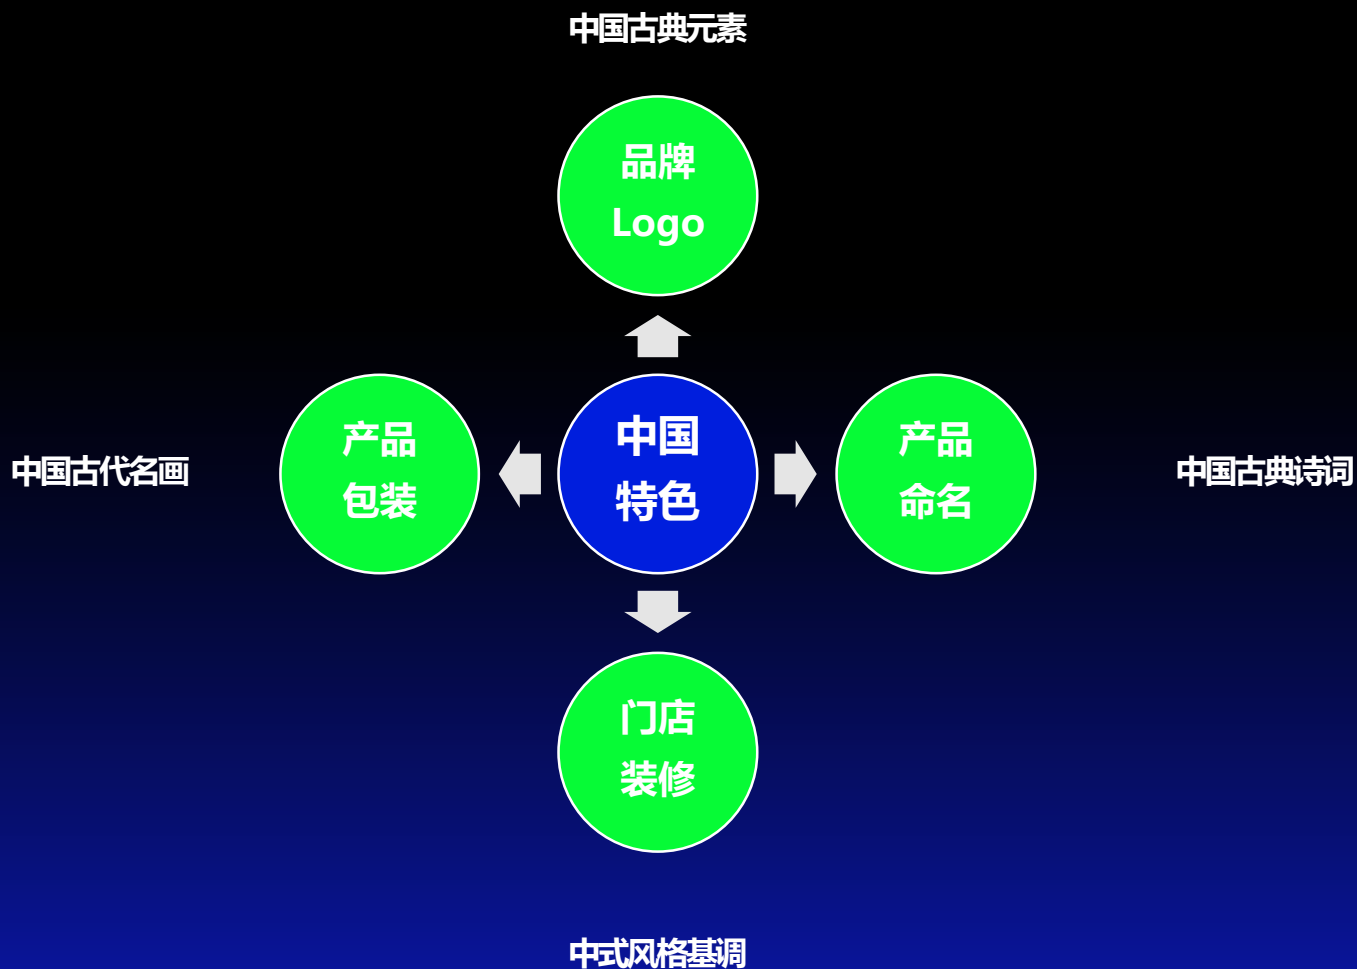 中国古典元素
品牌
Logo
中国古代名画
产品
包装
中国
特色
产品
命名
中国古典诗词
门店
装修
中式风格基调